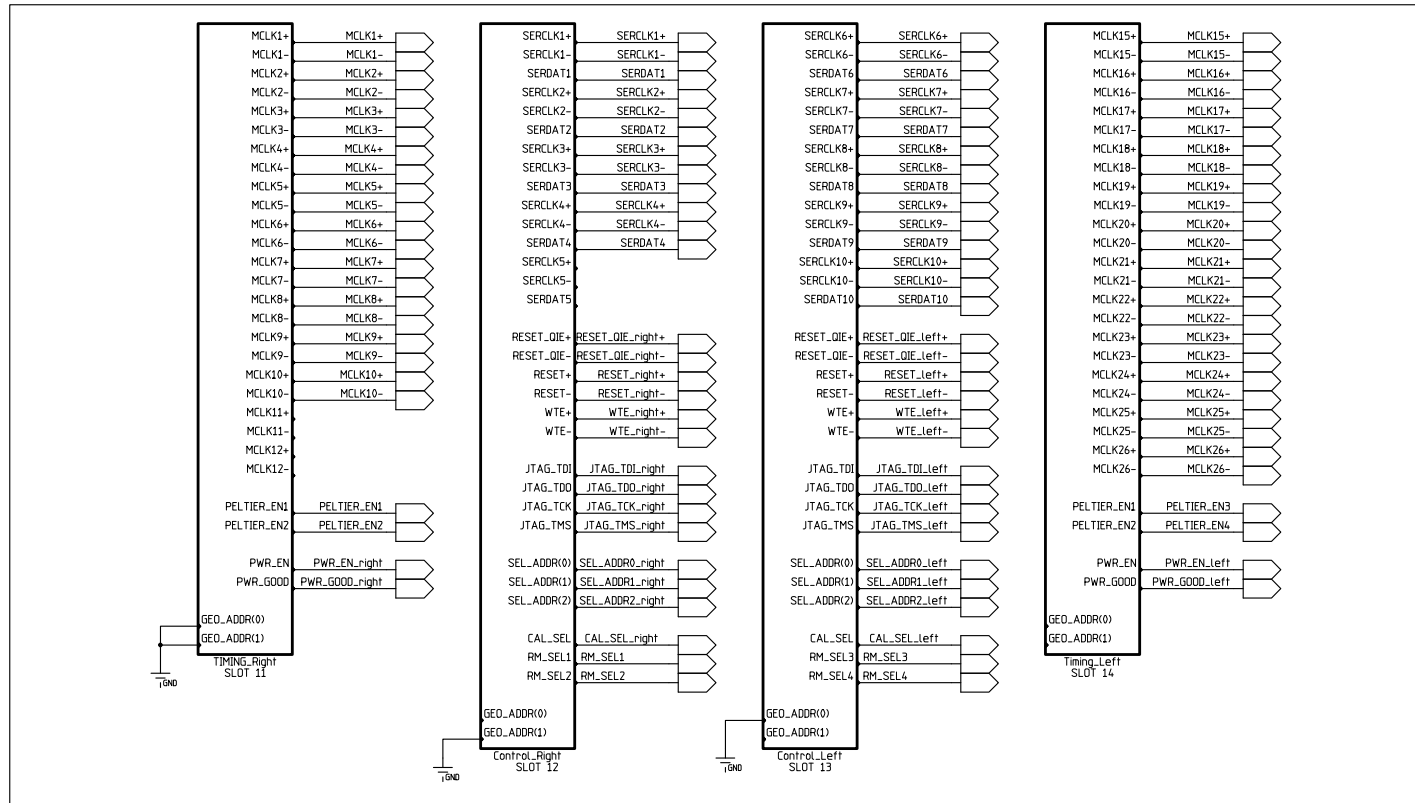 MCLK1+ MCLK1+
MCLK1- MCLK1-
MCLK2+ MCLK2+
MCLK2- MCLK2-
MCLK3+ MCLK3+
MCLK3- MCLK3-
MCLK4+ MCLK4+
MCLK4- MCLK4-
MCLK5+ MCLK5+
MCLK5- MCLK5-
MCLK6+ MCLK6+
MCLK6- MCLK6-
MCLK7+ MCLK7+
MCLK7- MCLK7-
MCLK8+ MCLK8+
MCLK8- MCLK8-
MCLK9+ MCLK9+
MCLK9- MCLK9-
MCLK10+ MCLK10+
MCLK10- MCLK10-
MCLK11+
MCLK11-
MCLK12+
MCLK12-
PELTIER_EN1 PELTIER_EN1
PELTIER_EN2 PELTIER_EN2
PWR_EN PWR_EN_right
PWR_GOOD PWR_GOOD_right
GEO_ADDR(0)
GEO_ADDR(1)
TIMING_Right
SLOT 11
GND
SERCLK1+ SERCLK1+
SERCLK1- SERCLK1-
SERDAT1 SERDAT1
SERCLK2+ SERCLK2+
SERCLK2- SERCLK2-
SERDAT2 SERDAT2
SERCLK3+ SERCLK3+
SERCLK3- SERCLK3-
SERDAT3 SERDAT3
SERCLK4+ SERCLK4+
SERCLK4- SERCLK4-
SERDAT4 SERDAT4
SERCLK5+
SERCLK5-
SERDAT5
RESET_QIE+ RESET_QIE_right+
RESET_QIE- RESET_QIE_right-
RESET+ RESET_right+
RESET- RESET_right-
WTE+ WTE_right+
WTE- WTE_right-
JTAG_TDI JTAG_TDI_right
JTAG_TDO JTAG_TDO_right
JTAG_TCK JTAG_TCK_right
JTAG_TMS JTAG_TMS_right
SEL_ADDR(0) SEL_ADDR0_right
SEL_ADDR(1) SEL_ADDR1_right
SEL_ADDR(2) SEL_ADDR2_right
CAL_SEL CAL_SEL_right
RM_SEL1 RM_SEL1
RM_SEL2 RM_SEL2
GEO_ADDR(0)
GEO_ADDR(1)
Control_Right
SLOT 12
GND
SERCLK6+ SERCLK6+
SERCLK6- SERCLK6-
SERDAT6 SERDAT6
SERCLK7+ SERCLK7+
SERCLK7- SERCLK7-
SERDAT7 SERDAT7
SERCLK8+ SERCLK8+
SERCLK8- SERCLK8-
SERDAT8 SERDAT8
SERCLK9+ SERCLK9+
SERCLK9- SERCLK9-
SERDAT9 SERDAT9
SERCLK10+ SERCLK10+
SERCLK10- SERCLK10-
SERDAT10 SERDAT10
RESET_QIE+ RESET_QIE_left+
RESET_QIE- RESET_QIE_left-
RESET+ RESET_left+
RESET- RESET_left-
WTE+ WTE_left+
WTE- WTE_left-
JTAG_TDI JTAG_TDI_left
JTAG_TDO JTAG_TDO_left
JTAG_TCK JTAG_TCK_left
JTAG_TMS JTAG_TMS_left
SEL_ADDR(0) SEL_ADDR0_left
SEL_ADDR(1) SEL_ADDR1_left
SEL_ADDR(2) SEL_ADDR2_left
CAL_SEL CAL_SEL_left
RM_SEL3 RM_SEL3
RM_SEL4 RM_SEL4
GEO_ADDR(0)
GEO_ADDR(1)
Control_Left
SLOT 13
GND
MCLK15+ MCLK15+
MCLK15- MCLK15-
MCLK16+ MCLK16+
MCLK16- MCLK16-
MCLK17+ MCLK17+
MCLK17- MCLK17-
MCLK18+ MCLK18+
MCLK18- MCLK18-
MCLK19+ MCLK19+
MCLK19- MCLK19-
MCLK20+ MCLK20+
MCLK20- MCLK20-
MCLK21+ MCLK21+
MCLK21- MCLK21-
MCLK22+ MCLK22+
MCLK22- MCLK22-
MCLK23+ MCLK23+
MCLK23- MCLK23-
MCLK24+ MCLK24+
MCLK24- MCLK24-
MCLK25+ MCLK25+
MCLK25- MCLK25-
MCLK26+ MCLK26+
MCLK26- MCLK26-
PELTIER_EN1 PELTIER_EN3
PELTIER_EN2 PELTIER_EN4
PWR_EN PWR_EN_left
PWR_GOOD PWR_GOOD_left
GEO_ADDR(0)
GEO_ADDR(1)
Timing_Left
SLOT 14